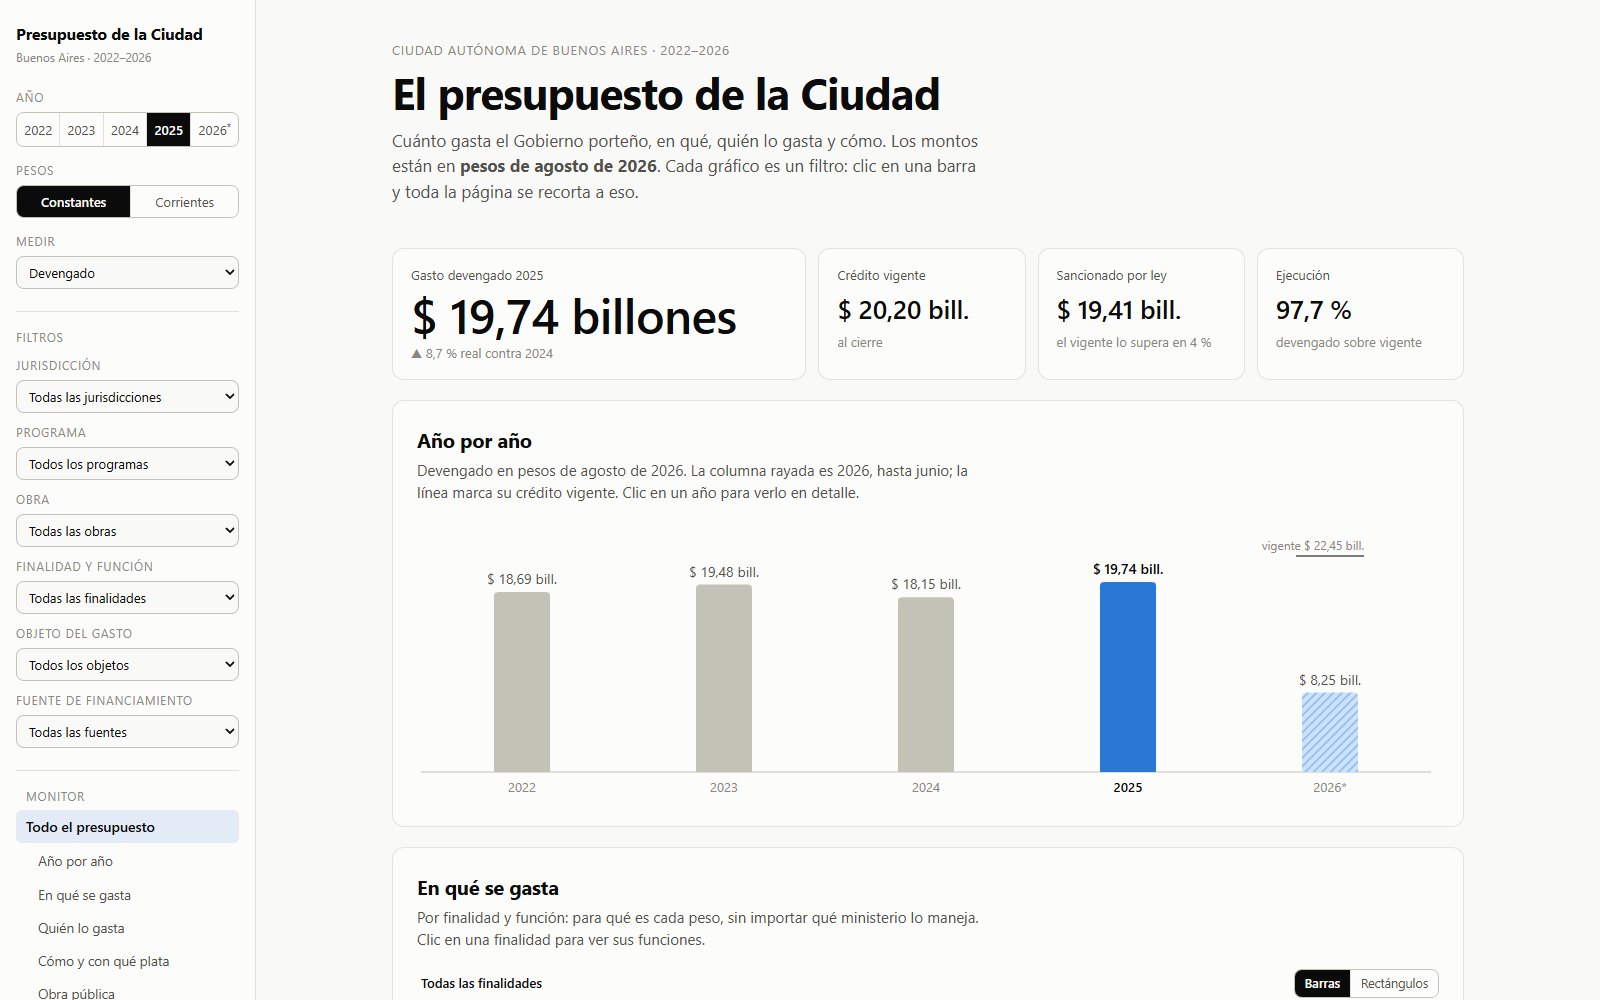 Presupuesto de la Ciudad
Buenos Aires · 2022–2026
AÑO
2022 2023 2024 2025 2026*
PESOS
Constantes Corrientes
MEDIR
Devengado
FILTROS
JURISDICCIÓN
Todas las jurisdicciones
PROGRAMA
Todos los programas
OBRA
Todas las obras
FINALIDAD Y FUNCIÓN
Todas las finalidades
OBJETO DEL GASTO
Todos los objetos
FUENTE DE FINANCIAMIENTO
Todas las fuentes
MONITOR
Todo el presupuesto
Año por año
En qué se gasta
Quién lo gasta
Cómo y con qué plata
Obra pública
CIUDAD AUTÓNOMA DE BUENOS AIRES · 2022–2026
El presupuesto de la Ciudad
Cuánto gasta el Gobierno porteño, en qué, quién lo gasta y cómo. Los montos
están en pesos de agosto de 2026. Cada gráfico es un filtro: clic en una barra
y toda la página se recorta a eso.
Gasto devengado 2025
$ 19,74 billones
▲ 8,7 % real contra 2024
Crédito vigente
$ 20,20 bill.
al cierre
Sancionado por ley
$ 19,41 bill.
el vigente lo supera en 4 %
Ejecución
97,7 %
devengado sobre vigente
Año por año
Devengado en pesos de agosto de 2026. La columna rayada es 2026, hasta junio; la
línea marca su crédito vigente. Clic en un año para verlo en detalle.
vigente $ 22,45 bill.
$ 18,69 bill. $ 19,48 bill. $ 18,15 bill. $ 19,74 bill. $ 8,25 bill.
2022 2023 2024 2025 2026*
En qué se gasta
Por finalidad y función: para qué es cada peso, sin importar qué ministerio lo maneja.
Clic en una finalidad para ver sus funciones.
Todas las finalidades
Barras Rectángulos